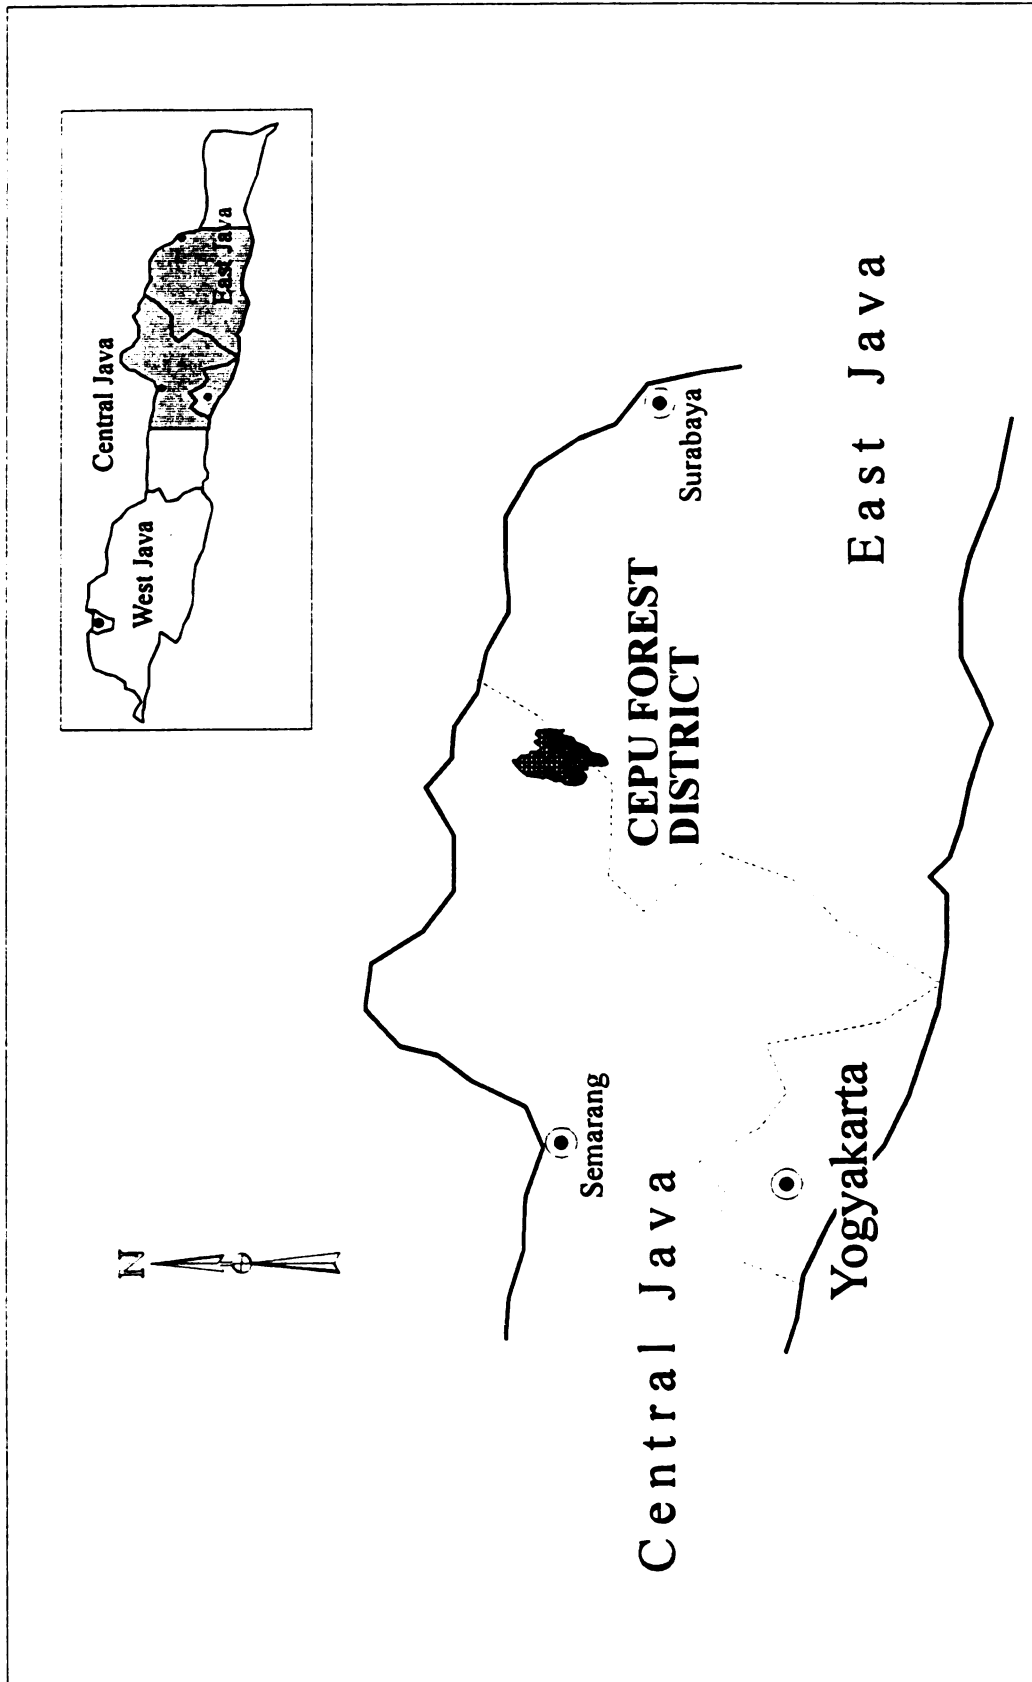 N
Central Java
West Java
East Java
Semarang
Surabaya
CEPU FOREST
DISTRICT
Central Java
East Java
Yogyakarta